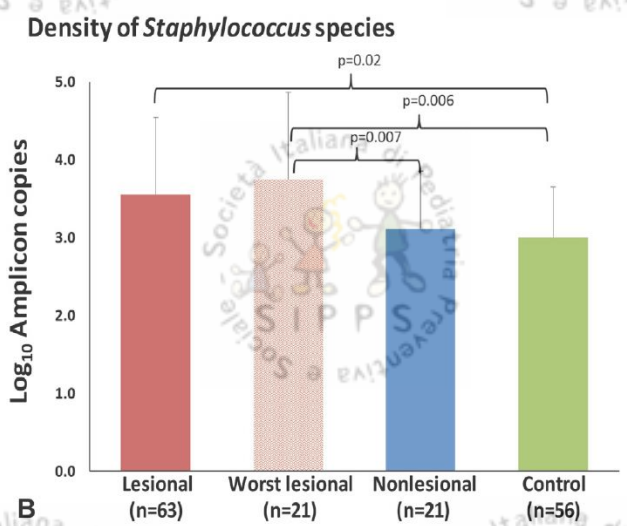 Density of Staphylococcus species
p=0.02
p=0.006
p=0.007
5.0
4.0
3.0
2.0
1.0
0.0
Log10 Amplicon copies
Lesional
(n=63)
Worst lesional
(n=21)
Nonlesional
(n=21)
Control
(n=56)
B
Società Italiana di Pediatria Preventiva e Sociale
SIPPS